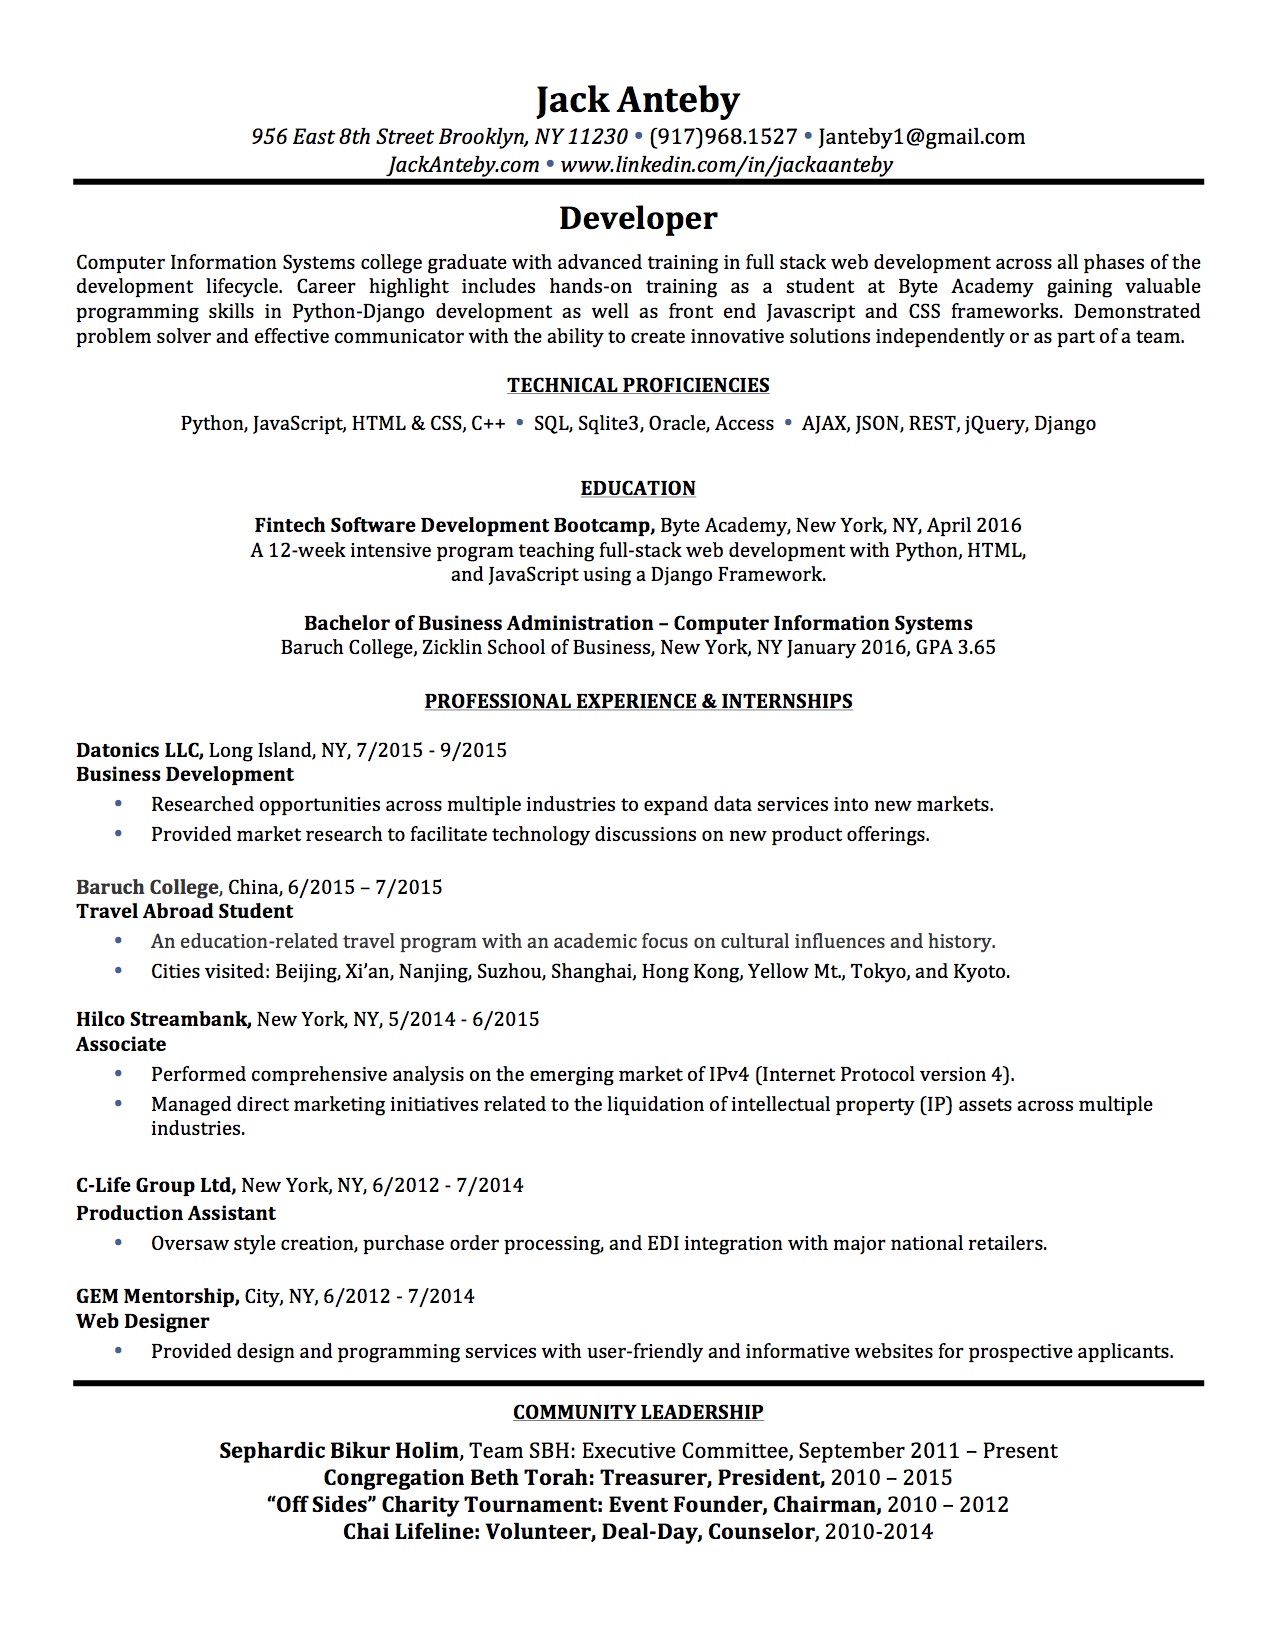 Jack Anteby
956 East 8th Street Brooklyn, NY 11230 • (917)968.1527 • Janteby1@gmail.com
JackAnteby.com • www.linkedin.com/in/jackaanteby
Developer
Computer Information Systems college graduate with advanced training in full stack web development across all phases of the
development lifecycle. Career highlight includes hands-on training as a student at Byte Academy gaining valuable
programming skills in Python-Django development as well as front end Javascript and CSS frameworks. Demonstrated
problem solver and effective communicator with the ability to create innovative solutions independently or as part of a team.
TECHNICAL PROFICIENCIES
Python, JavaScript, HTML & CSS, C++ • SQL, Sqlite3, Oracle, Access • AJAX, JSON, REST, jQuery, Django
EDUCATION
Fintech Software Development Bootcamp, Byte Academy, New York, NY, April 2016
A 12-week intensive program teaching full-stack web development with Python, HTML,
and JavaScript using a Django Framework.
Bachelor of Business Administration – Computer Information Systems
Baruch College, Zicklin School of Business, New York, NY January 2016, GPA 3.65
PROFESSIONAL EXPERIENCE & INTERNSHIPS
Datonics LLC, Long Island, NY, 7/2015 - 9/2015
Business Development
• Researched opportunities across multiple industries to expand data services into new markets.
• Provided market research to facilitate technology discussions on new product offerings.
Baruch College, China, 6/2015 – 7/2015
Travel Abroad Student
• An education-related travel program with an academic focus on cultural influences and history.
• Cities visited: Beijing, Xi’an, Nanjing, Suzhou, Shanghai, Hong Kong, Yellow Mt., Tokyo, and Kyoto.
Hilco Streambank, New York, NY, 5/2014 - 6/2015
Associate
• Performed comprehensive analysis on the emerging market of IPv4 (Internet Protocol version 4).
• Managed direct marketing initiatives related to the liquidation of intellectual property (IP) assets across multiple
industries.
C-Life Group Ltd, New York, NY, 6/2012 - 7/2014
Production Assistant
• Oversaw style creation, purchase order processing, and EDI integration with major national retailers.
GEM Mentorship, City, NY, 6/2012 - 7/2014
Web Designer
• Provided design and programming services with user-friendly and informative websites for prospective applicants.
COMMUNITY LEADERSHIP
Sephardic Bikur Holim, Team SBH: Executive Committee, September 2011 – Present
Congregation Beth Torah: Treasurer, President, 2010 – 2015
“Off Sides” Charity Tournament: Event Founder, Chairman, 2010 – 2012
Chai Lifeline: Volunteer, Deal-Day, Counselor, 2010-2014